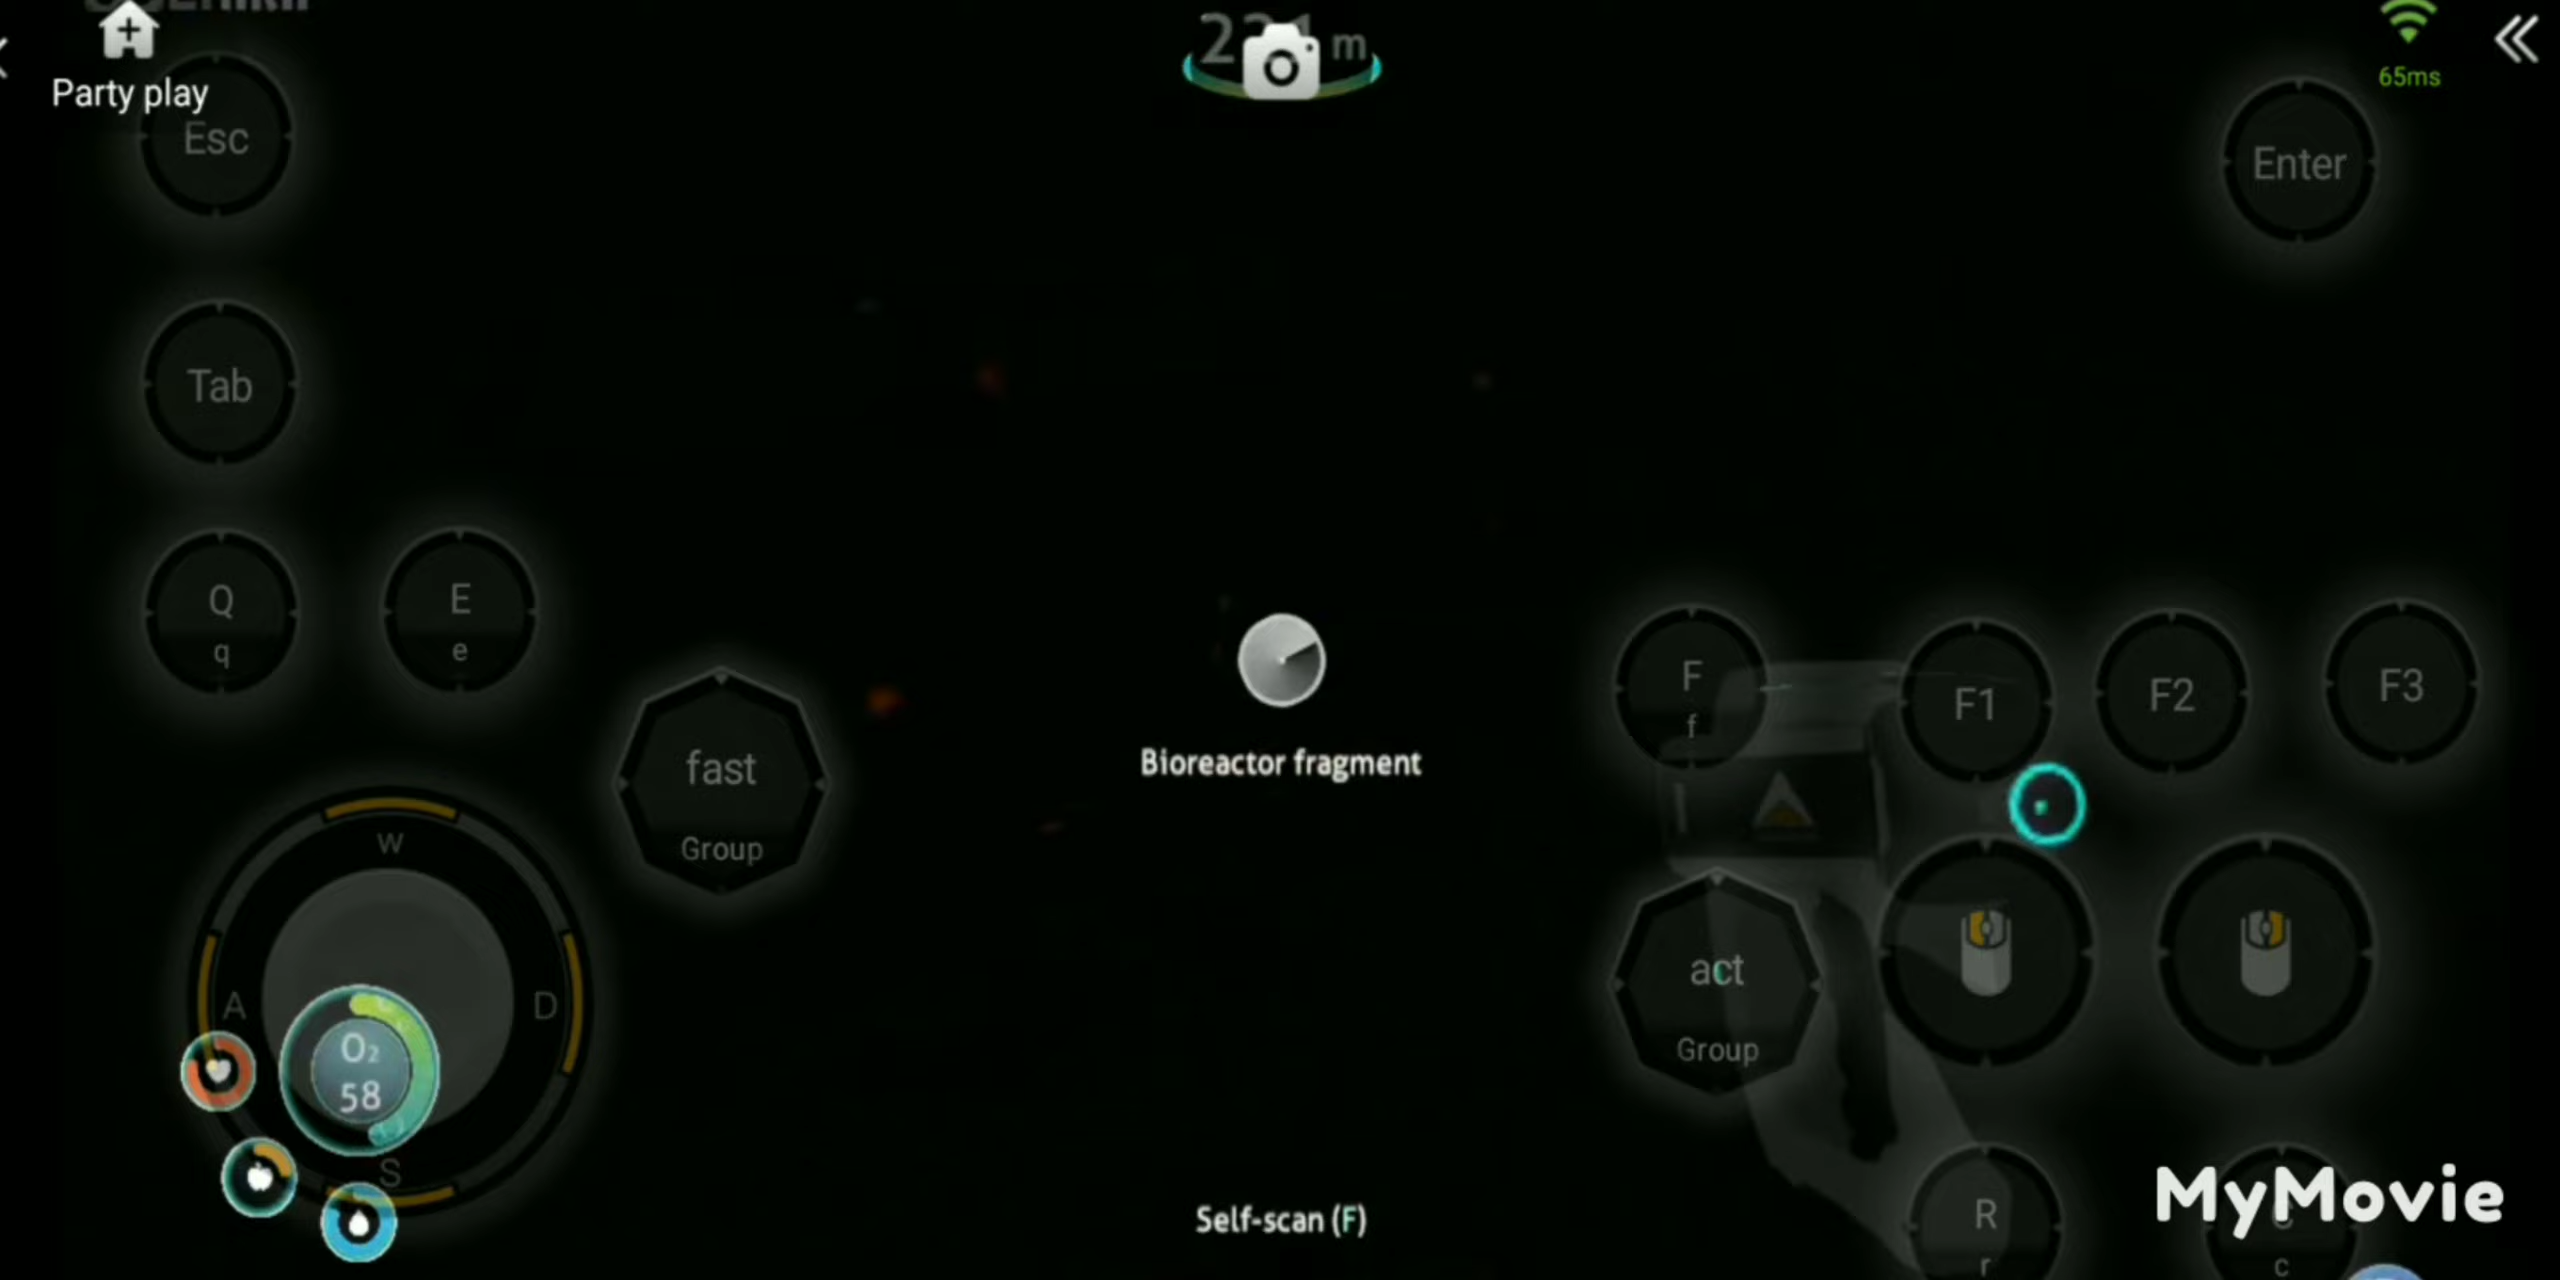 m
65ms
Party play
Esc
Enter
Tab
Q
q
E
e
F
f
F1
F2
F3
fast
Group
Bioreactor fragment
W
A
D
S
O₂
58
act
Group
Self-scan (F)
R
r
MyMovie
c